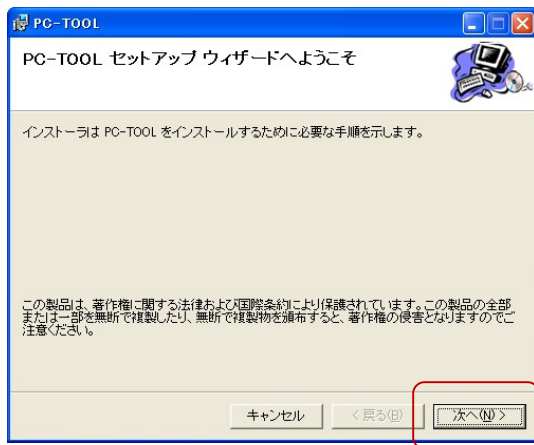 PC-TOOL
PC-TOOL セットアップ ウィザードへようこそ
インストーラは PC-TOOL をインストールするために必要な手順を示します。
この製品は、著作権に関する法律および国際条約により保護されています。この製品の全部
または一部を無断で複製したり、無断で複製物を頒布すると、著作権の侵害となりますのでご
注意ください。
キャンセル
< 戻る(B)
次へ(N) >